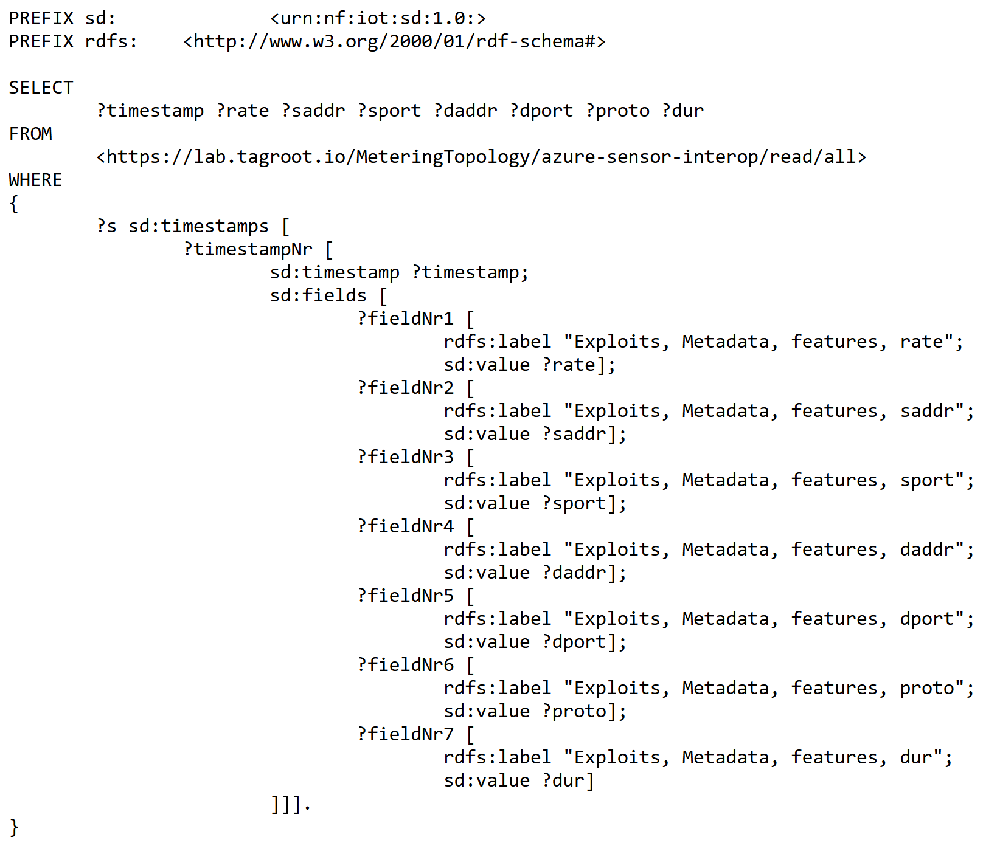 PREFIX sd: <urn:nf:iot:sd:1.0:>
PREFIX rdfs: <http://www.w3.org/2000/01/rdf-schema#>
SELECT
?timestamp ?rate ?saddr ?sport ?daddr ?dport ?proto ?dur
FROM
<https://lab.tagroot.io/MeteringTopology/azure-sensor-interop/read/all>
WHERE
{
?s sd:timestamps [
?timestampNr [
sd:timestamp ?timestamp;
sd:fields [
?fieldNr1 [
rdfs:label "Exploits, Metadata, features, rate";
sd:value ?rate];
?fieldNr2 [
rdfs:label "Exploits, Metadata, features, saddr";
sd:value ?saddr];
?fieldNr3 [
rdfs:label "Exploits, Metadata, features, sport";
sd:value ?sport];
?fieldNr4 [
rdfs:label "Exploits, Metadata, features, daddr";
sd:value ?daddr];
?fieldNr5 [
rdfs:label "Exploits, Metadata, features, dport";
sd:value ?dport];
?fieldNr6 [
rdfs:label "Exploits, Metadata, features, proto";
sd:value ?proto];
?fieldNr7 [
rdfs:label "Exploits, Metadata, features, dur";
sd:value ?dur]
]]].
}